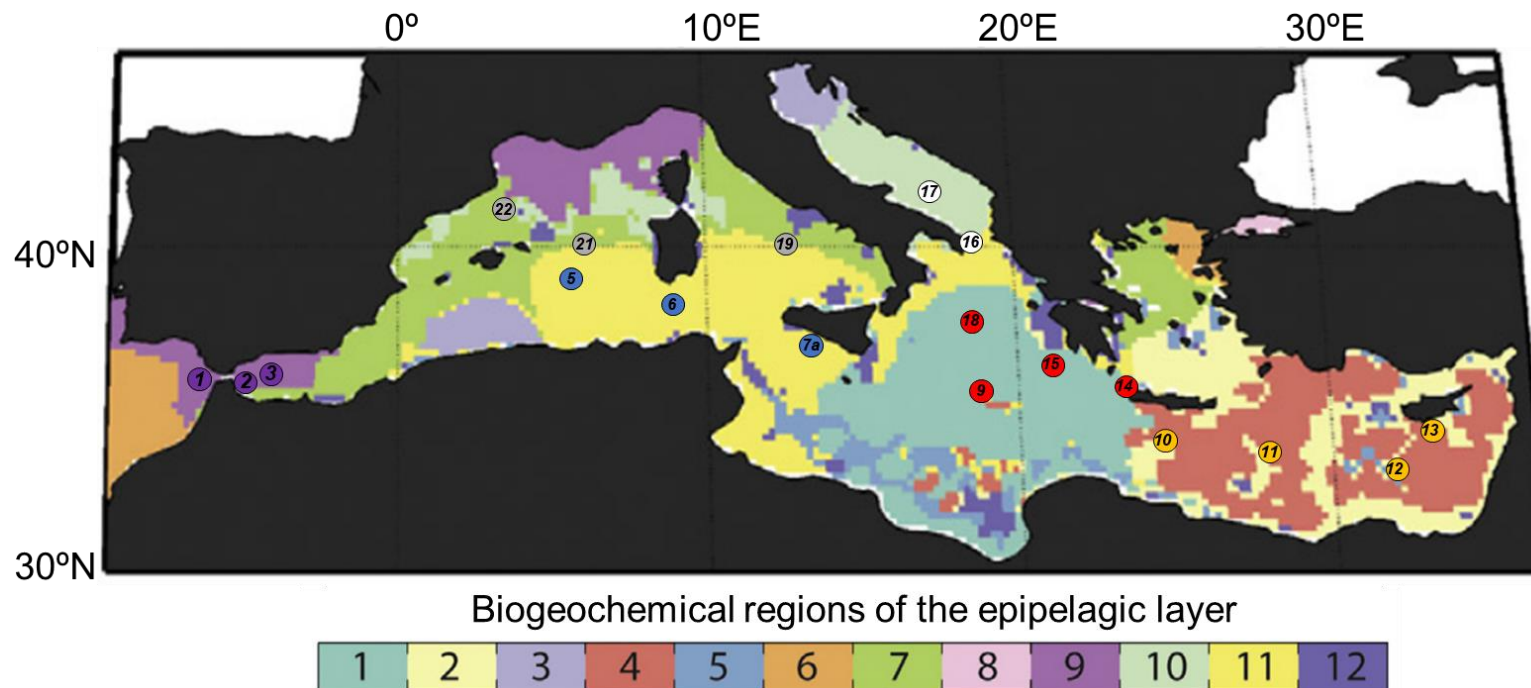 0º 10ºE 20ºE 30ºE
17
22
16
40ºN 21 19
5
6
18
7a
15
1 2 3
14
9
10
13
11
12
30ºN
Biogeochemical regions of the epipelagic layer
1 2 3 4 5 6 7 8 9 10 11 12